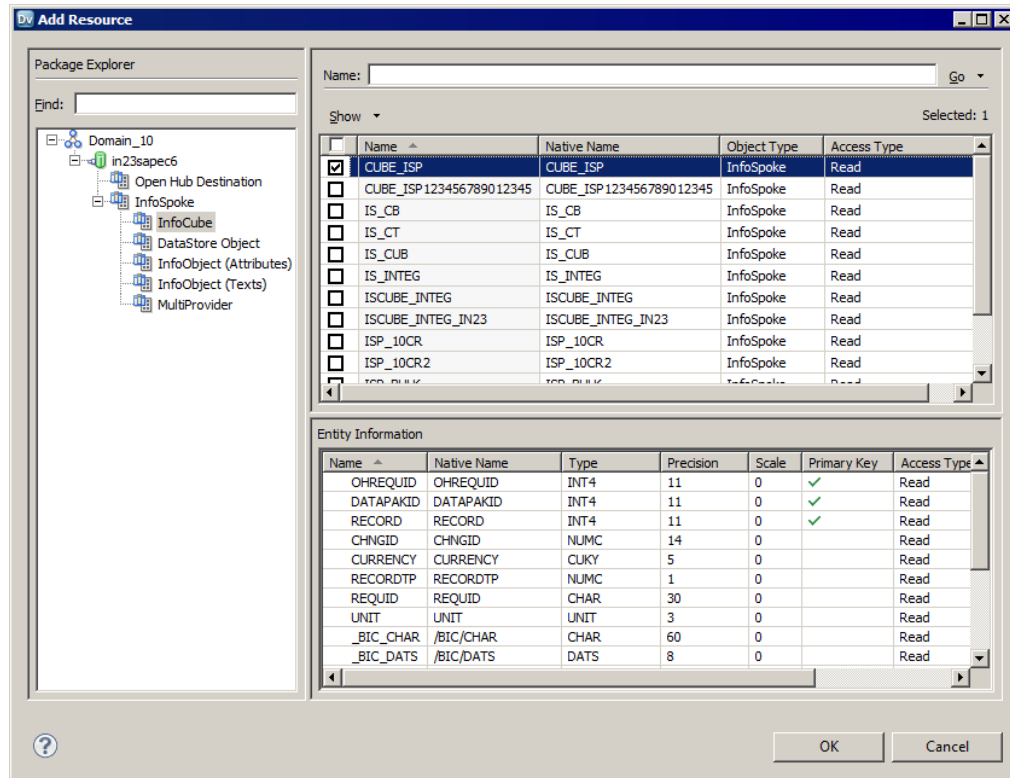 Dv Add Resource
Package Explorer
Find:
Domain_10
in23sapec6
Open Hub Destination
InfoSpoke
InfoCube
DataStore Object
InfoObject (Attributes)
InfoObject (Texts)
MultiProvider
Name: Go
Show Selected: 1
Name Native Name Object Type Access Type
CUBE_ISP CUBE_ISP InfoSpoke Read
CUBE_ISP123456789012345 CUBE_ISP123456789012345 InfoSpoke Read
IS_CB IS_CB InfoSpoke Read
IS_CT IS_CT InfoSpoke Read
IS_CUB IS_CUB InfoSpoke Read
IS_INTEG IS_INTEG InfoSpoke Read
ISCUBE_INTEG ISCUBE_INTEG InfoSpoke Read
ISCUBE_INTEG_IN23 ISCUBE_INTEG_IN23 InfoSpoke Read
ISP_10CR ISP_10CR InfoSpoke Read
ISP_10CR2 ISP_10CR2 InfoSpoke Read
Entity Information
Name Native Name Type Precision Scale Primary Key Access Type
OHREQUID OHREQUID INT4 11 0 Read
DATAPAKID DATAPAKID INT4 11 0 Read
RECORD RECORD INT4 11 0 Read
CHNGID CHNGID NUMC 14 0 Read
CURRENCY CURRENCY CUKY 5 0 Read
RECORDTP RECORDTP NUMC 1 0 Read
REQUID REQUID CHAR 30 0 Read
UNIT UNIT UNIT 3 0 Read
_BIC_CHAR /BIC/CHAR CHAR 60 0 Read
_BIC_DATS /BIC/DATS DATS 8 0 Read
? OK Cancel